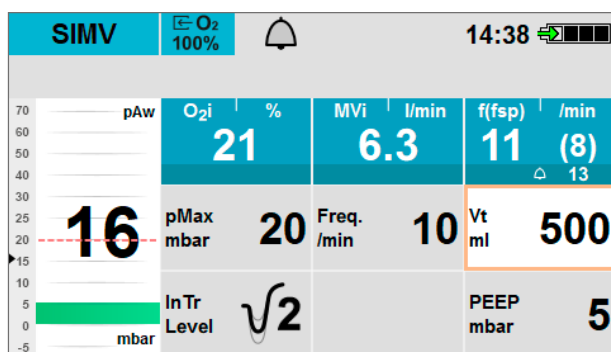 SIMV
O₂
100%
14:38
70
60
50
40
30
25
20
15
10
5
0
-5
pAw
16
mbar
O₂i %
21
MVi l/min
6.3
f(fsp) /min
11 (8)
13
pMax
mbar
20
Freq.
/min
10
Vt
ml
500
InTr
Level
2
PEEP
mbar
5